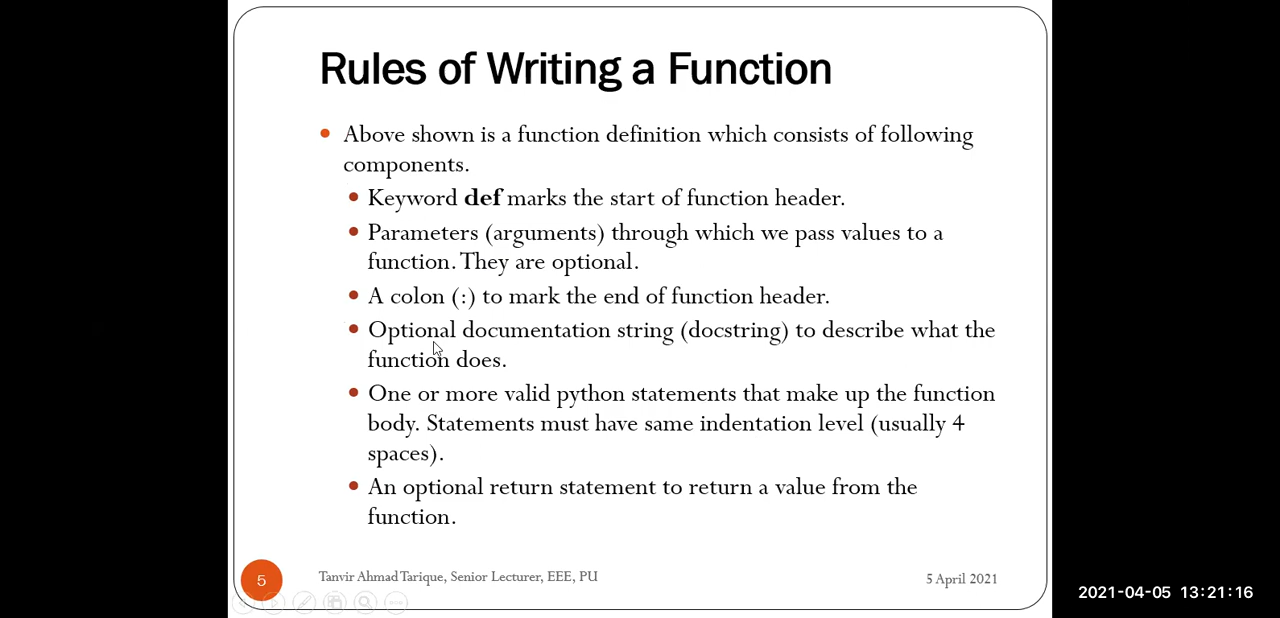 Rules of Writing a Function
Above shown is a function definition which consists of following
components.
Keyword def marks the start of function header.
Parameters (arguments) through which we pass values to a
function. They are optional.
A colon (:) to mark the end of function header.
Optional documentation string (docstring) to describe what the
function does.
One or more valid python statements that make up the function
body. Statements must have same indentation level (usually 4
spaces).
An optional return statement to return a value from the
function.
5
Tanvir Ahmad Tarique, Senior Lecturer, EEE, PU
5 April 2021
2021-04-05 13:21:16